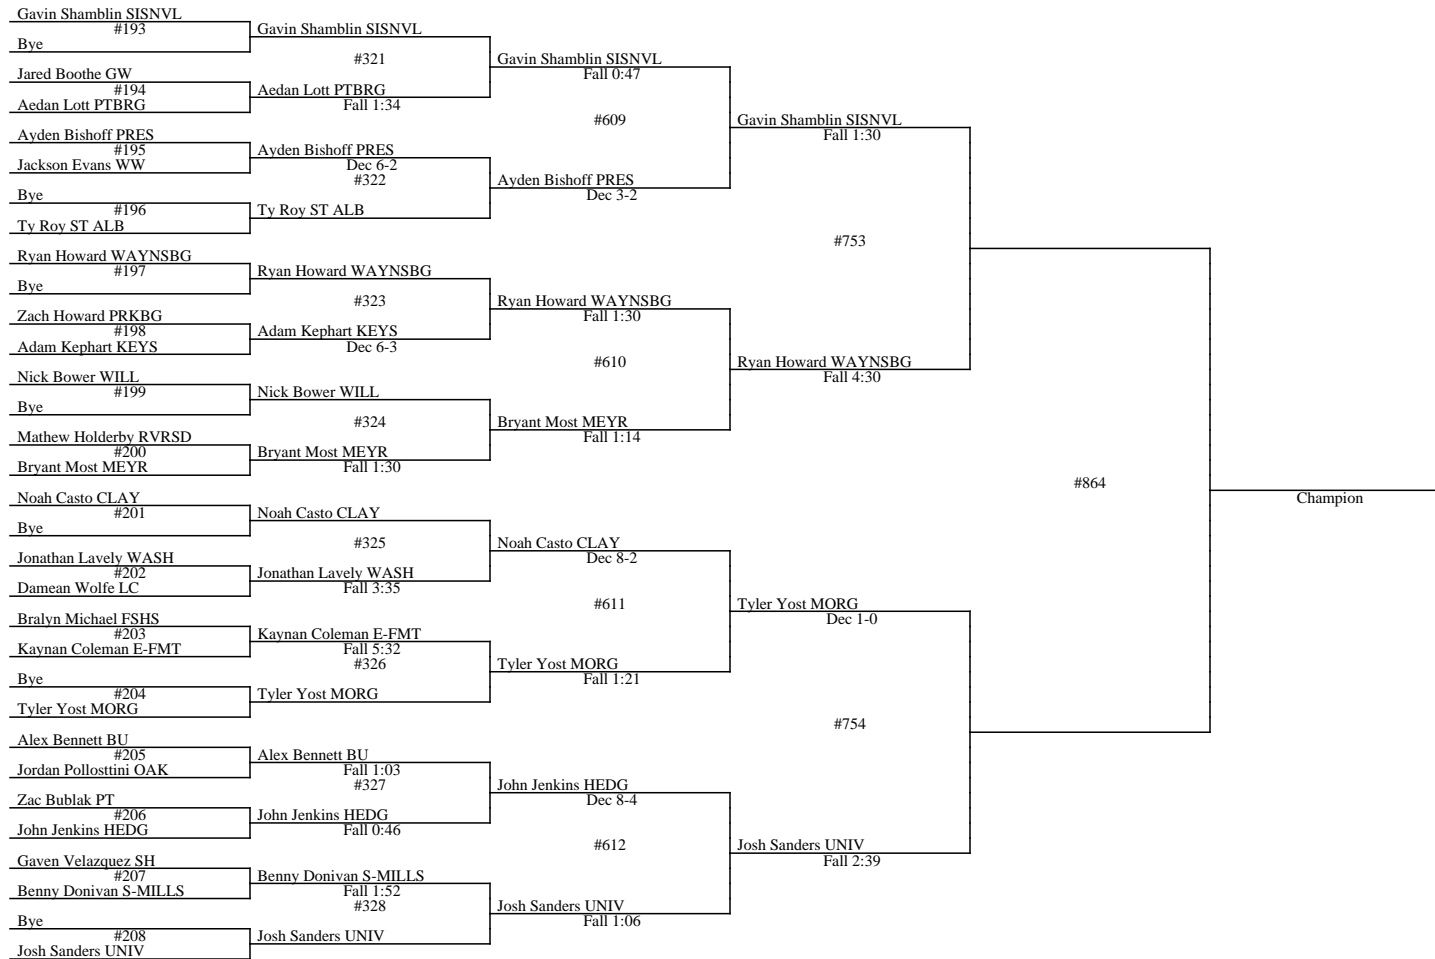 Gavin Shamblin SISNVL
#193
Bye
Gavin Shamblin SISNVL
#321
Jared Boothe GW
#194
Aedan Lott PTBRG
Aedan Lott PTBRG
Fall 1:34
Gavin Shamblin SISNVL
Fall 0:47
#609
Ayden Bishoff PRES
#195
Jackson Evans WW
Ayden Bishoff PRES
Dec 6-2
#322
Bye
#196
Ty Roy ST ALB
Ty Roy ST ALB
Ayden Bishoff PRES
Dec 3-2
Gavin Shamblin SISNVL
Fall 1:30
#753
Ryan Howard WAYNSBG
#197
Bye
Ryan Howard WAYNSBG
#323
Zach Howard PRKBG
#198
Adam Kephart KEYS
Adam Kephart KEYS
Dec 6-3
Ryan Howard WAYNSBG
Fall 1:30
#610
Nick Bower WILL
#199
Bye
Nick Bower WILL
#324
Mathew Holderby RVRSD
#200
Bryant Most MEYR
Bryant Most MEYR
Fall 1:30
Bryant Most MEYR
Fall 1:14
Ryan Howard WAYNSBG
Fall 4:30
#864
Champion
Noah Casto CLAY
#201
Bye
Noah Casto CLAY
#325
Jonathan Lavely WASH
#202
Damean Wolfe LC
Jonathan Lavely WASH
Fall 3:35
Noah Casto CLAY
Dec 8-2
#611
Bralyn Michael FSHS
#203
Kaynan Coleman E-FMT
Kaynan Coleman E-FMT
Fall 5:32
#326
Bye
#204
Tyler Yost MORG
Tyler Yost MORG
Tyler Yost MORG
Fall 1:21
Tyler Yost MORG
Dec 1-0
#754
Alex Bennett BU
#205
Jordan Pollosttini OAK
Alex Bennett BU
Fall 1:03
#327
Zac Bublak PT
#206
John Jenkins HEDG
John Jenkins HEDG
Fall 0:46
John Jenkins HEDG
Dec 8-4
#612
Gaven Velazquez SH
#207
Benny Donivan S-MILLS
Benny Donivan S-MILLS
Fall 1:52
#328
Bye
#208
Josh Sanders UNIV
Josh Sanders UNIV
Josh Sanders UNIV
Fall 1:06
Josh Sanders UNIV
Fall 2:39